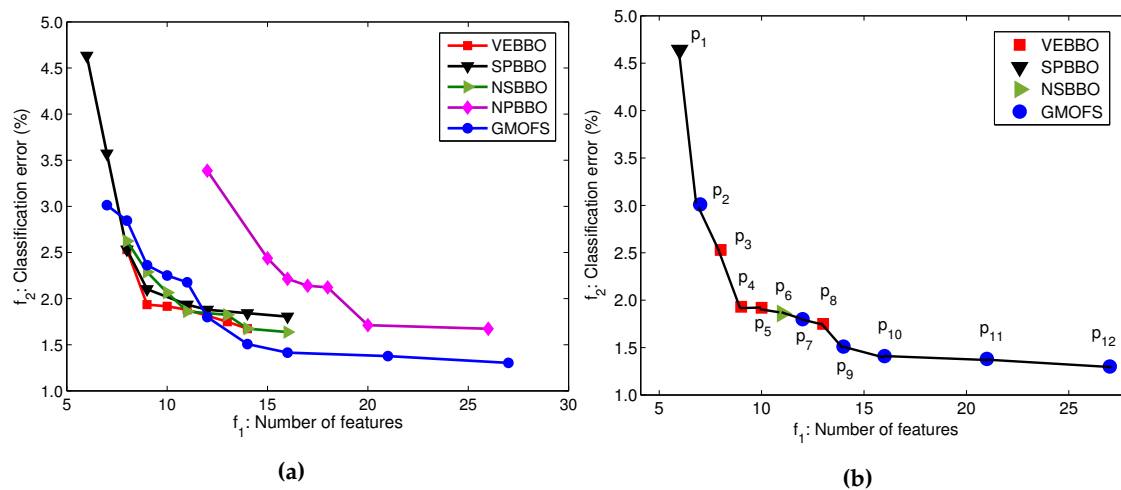 5.0
4.5
4.0
3.5
3.0
2.5
2.0
1.5
1.0
f2: Classification error (%)
5
10
15
20
25
30
f1: Number of features
VEBBO
SPBBO
NSBBO
NPBBO
GMOFS
(a)
5.0
4.5
4.0
3.5
3.0
2.5
2.0
1.5
1.0
f2: Classification error (%)
5
10
15
20
25
f1: Number of features
VEBBO
SPBBO
NSBBO
GMOFS
p1
p2
p3
p4
p5
p6
p7
p8
p9
p10
p11
p12
(b)